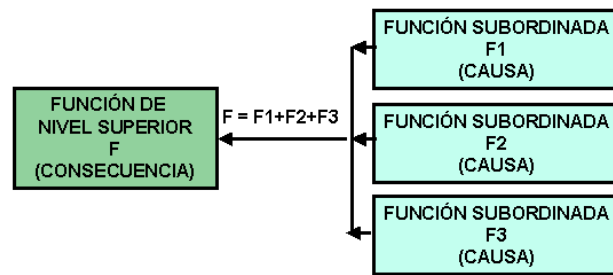 FUNCIÓN SUBORDINADA
F1
(CAUSA)
FUNCIÓN DE
NIVEL SUPERIOR
F
(CONSECUENCIA)
F = F1+F2+F3
FUNCIÓN SUBORDINADA
F2
(CAUSA)
FUNCIÓN SUBORDINADA
F3
(CAUSA)